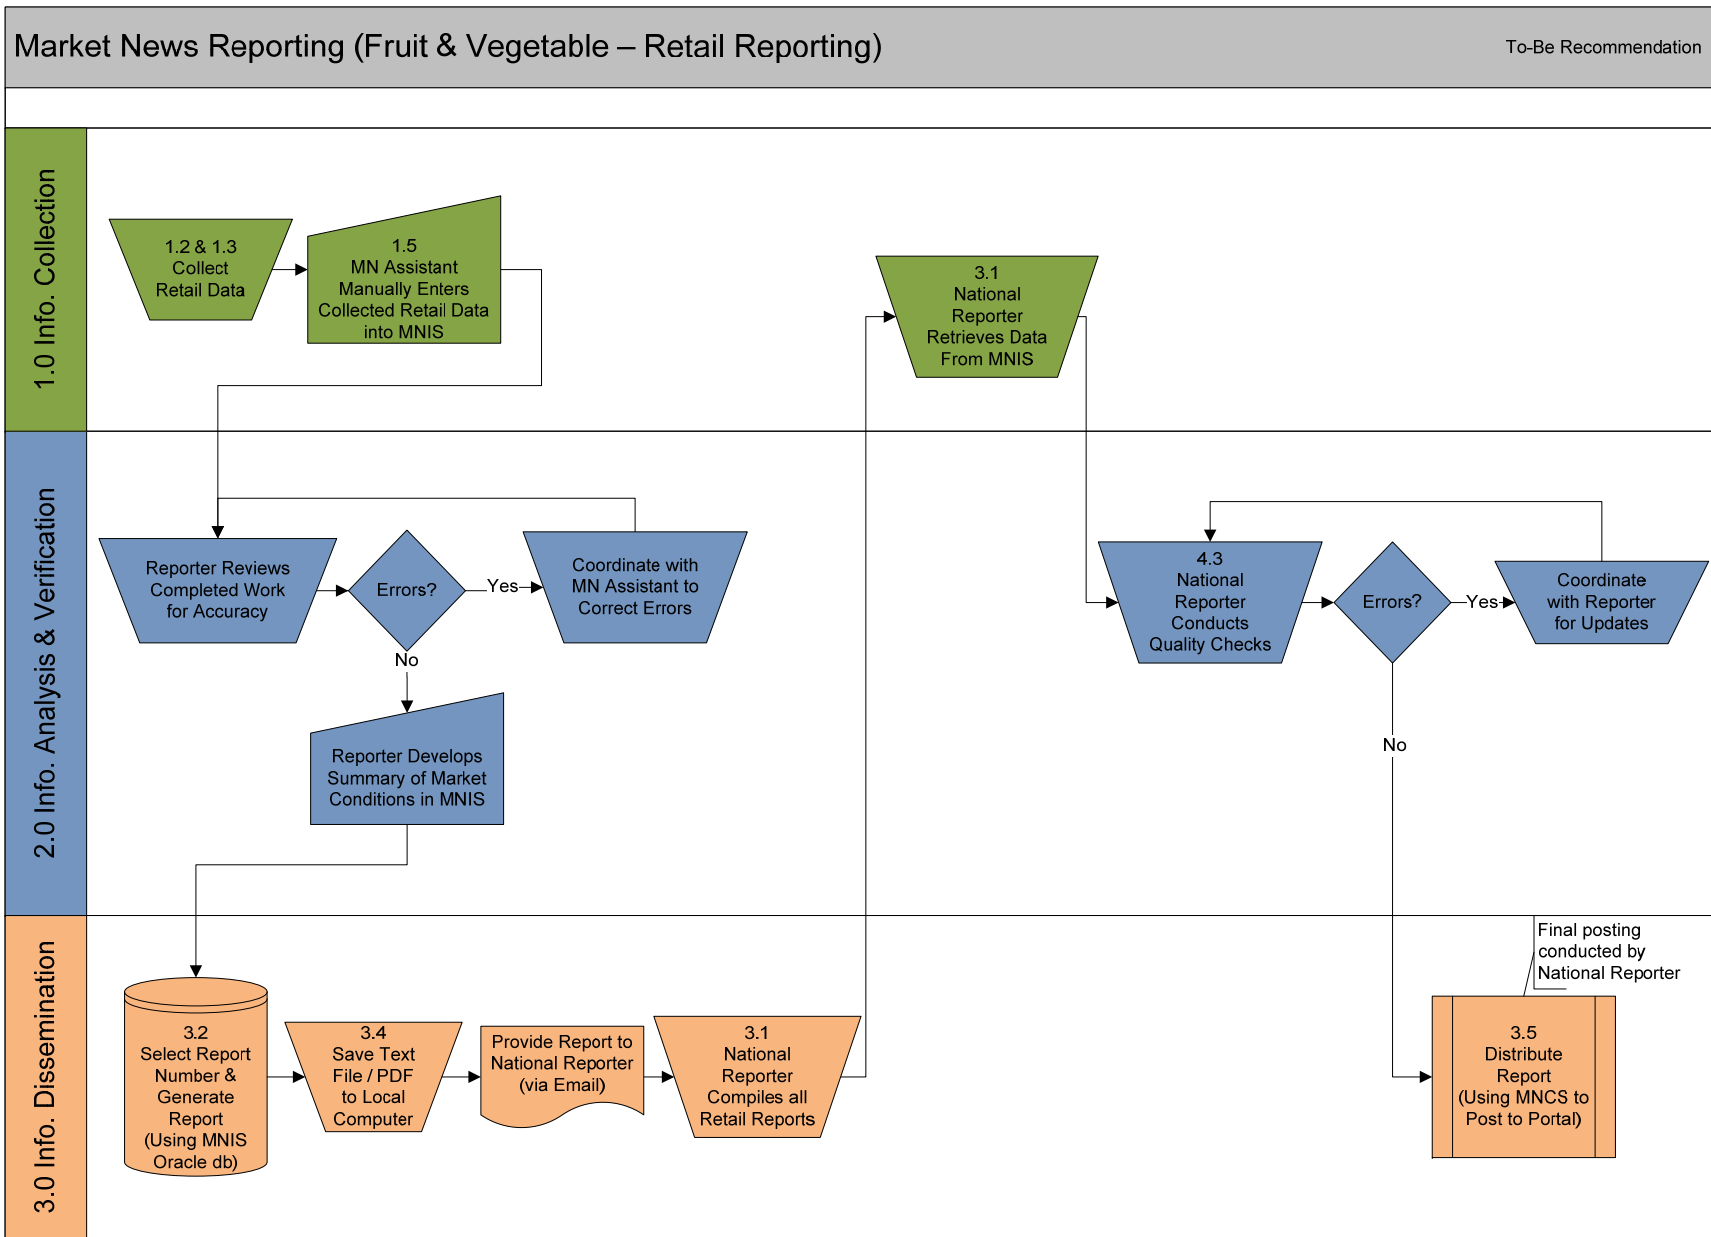 Market News Reporting (Fruit & Vegetable – Retail Reporting)
To-Be Recommendation
1.0 Info. Collection
1.2 & 1.3
Collect
Retail Data
1.5
MN Assistant
Manually Enters
Collected Retail Data
into MNIS
3.1
National
Reporter
Retrieves Data
From MNIS
2.0 Info. Analysis & Verification
Reporter Reviews
Completed Work
for Accuracy
Errors?
Yes
Coordinate with
MN Assistant to
Correct Errors
No
Reporter Develops
Summary of Market
Conditions in MNIS
4.3
National
Reporter
Conducts
Quality Checks
Errors?
Yes
Coordinate
with Reporter
for Updates
No
3.0 Info. Dissemination
3.2
Select Report
Number &
Generate
Report
(Using MNIS
Oracle db)
3.4
Save Text
File / PDF
to Local
Computer
Provide Report to
National Reporter
(via Email)
3.1
National
Reporter
Compiles all
Retail Reports
Final posting
conducted by
National Reporter
3.5
Distribute
Report
(Using MNCS to
Post to Portal)